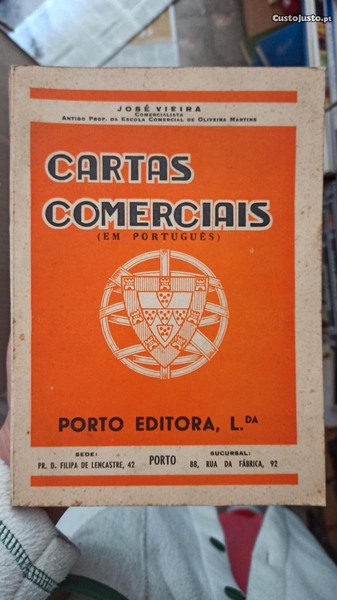 CustoJusto.pt
JOSÉ VIEIRA
COMERCIALISTA
ANTIGO PROF. DA ESCOLA COMERCIAL DE OLIVEIRA MARTINS
CARTAS
COMERCIAIS
(EM PORTUGUÊS)
PORTO EDITORA, L.DA
SEDE:
PR. D. FILIPA DE LENCASTRE, 42
PORTO
SUCURSAL:
88, RUA DA FÁBRICA, 92